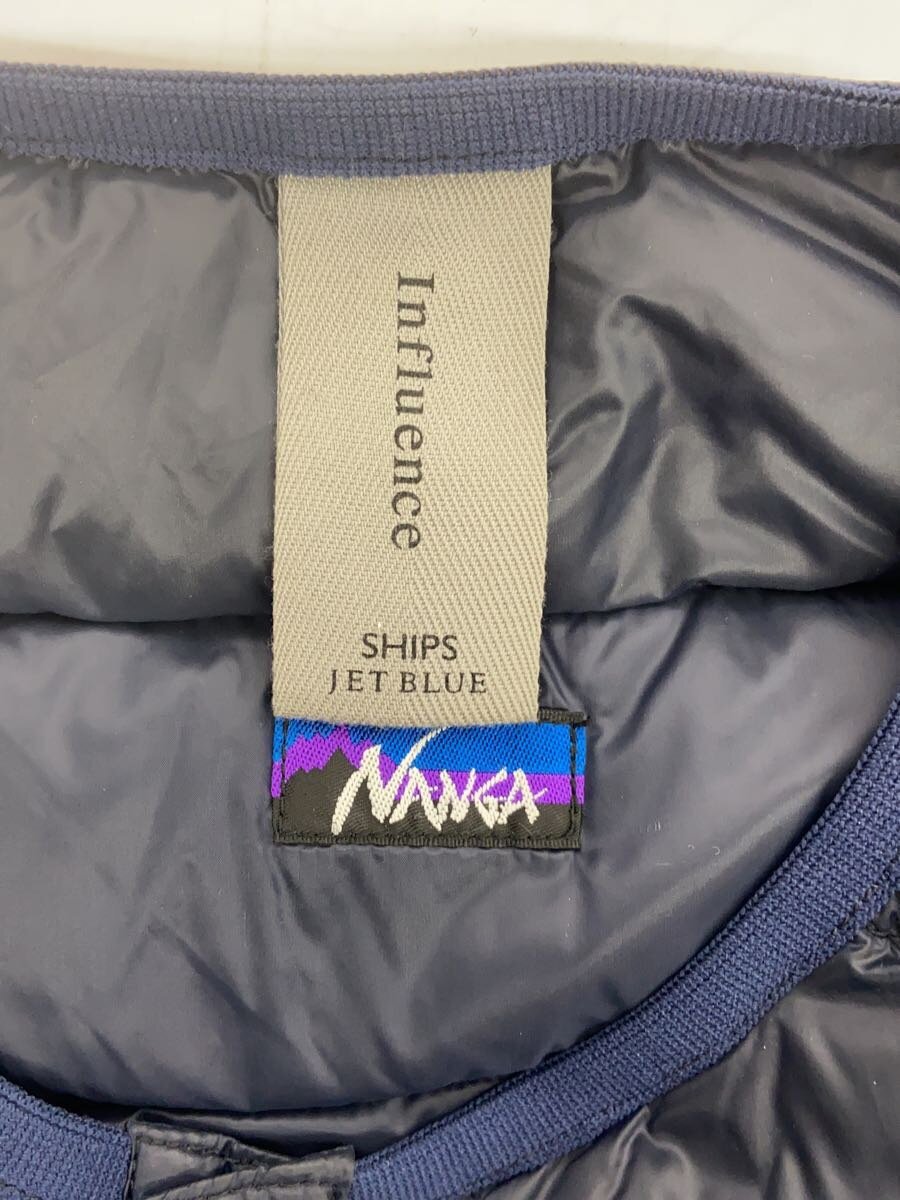 Influence
SHIPS
JET BLUE
NANGA